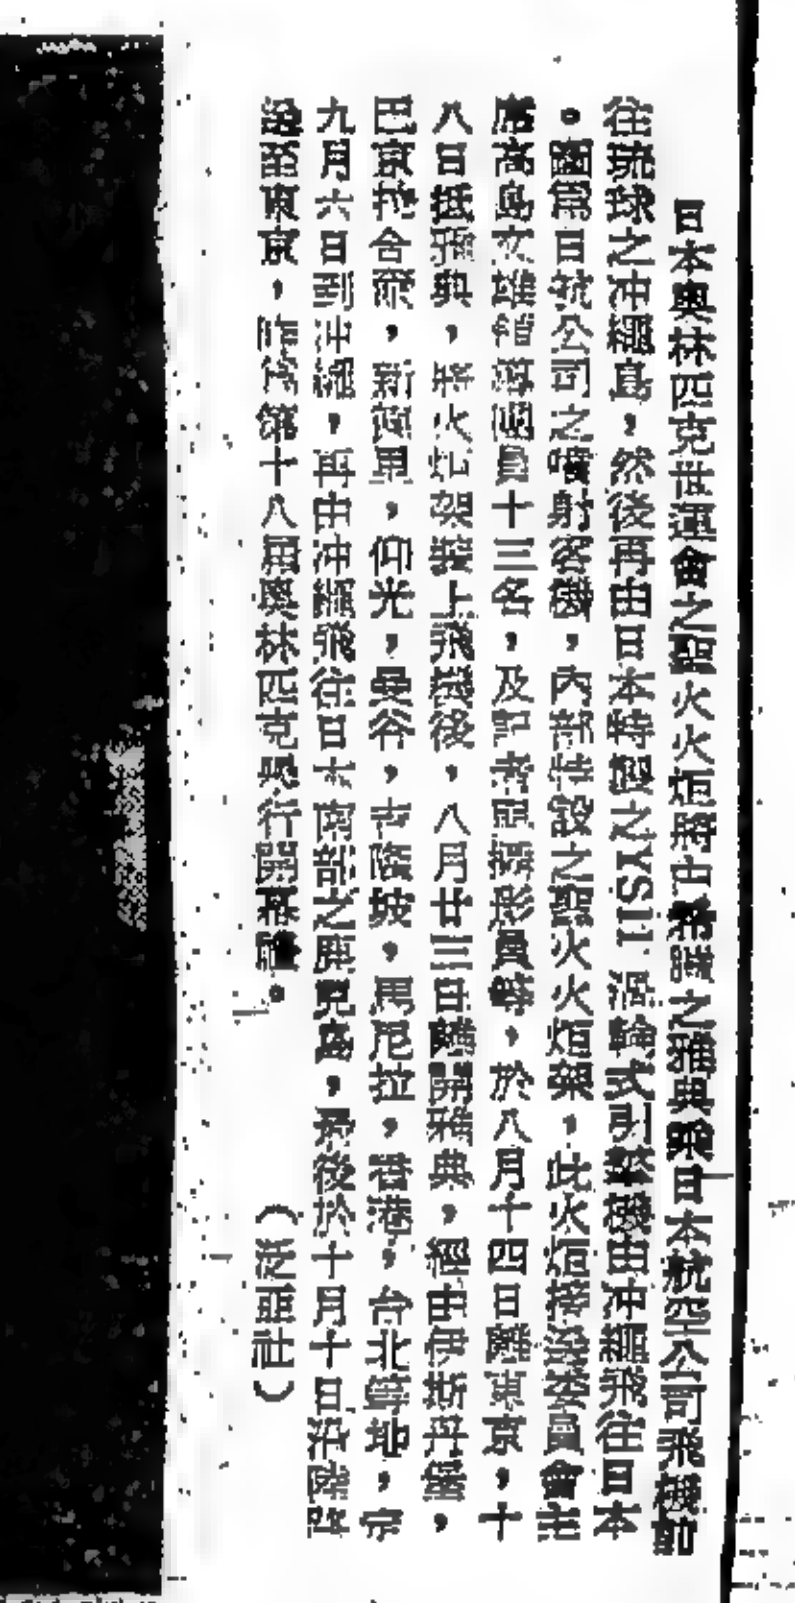 日本奧林匹克世運會之聖火火炬將由希臘之雅典乘日本航空公司飛機前
往琉球之冲繩島，然後再由日本特製之YS11渦輪式引擎機由冲繩飛往日本
。圖爲日航公司之噴射客機，內部特設之聖火火炬架，此火炬接送委員會主
席高島文雄偕導團員十三名，及記者與攝影員等，於八月十四日離東京，十
八日抵雅典，將火炬架裝上飛機後，八月廿三日離開雅典，經由伊斯丹堡，
巴京拉合爾，新德里，仰光，曼谷，吉隆坡，馬尼拉，香港，台北等地，定
九月六日到冲繩，再由冲繩飛往日本南部之鹿兒島，最後於十月十日沿陸路
送至東京，俾爲第十八屆奧林匹克舉行開幕禮。
（泛亞社）